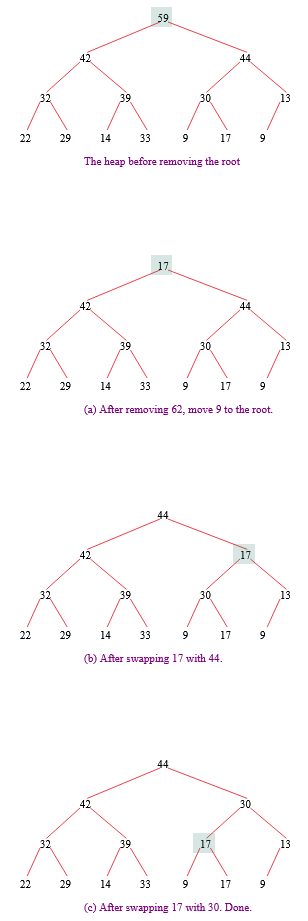 59
42 44
32 39 30 13
22 29 14 33 9 17 9
The heap before removing the root
17
42 44
32 39 30 13
22 29 14 33 9 17 9
(a) After removing 62, move 9 to the root.
44
42 17
32 39 30 13
22 29 14 33 9 17 9
(b) After swapping 17 with 44.
44
42 30
32 39 17 13
22 29 14 33 9 17 9
(c) After swapping 17 with 30. Done.